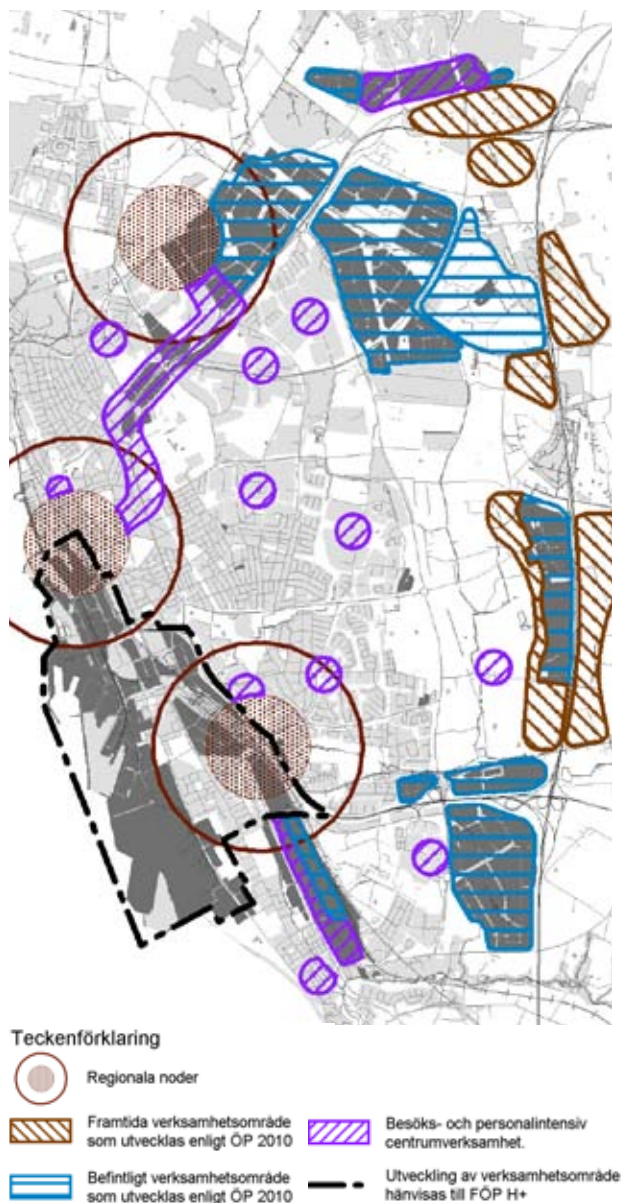 Teckenförklaring
Regionala noder
Framtida verksamhetsområde
som utvecklas enligt ÖP 2010
Besöks- och personalintensiv
centrumverksamhet.
Befintligt verksamhetsområde
som utvecklas enligt ÖP 2010
Utveckling av verksamhetsområde
hänvisas till FÖP H+